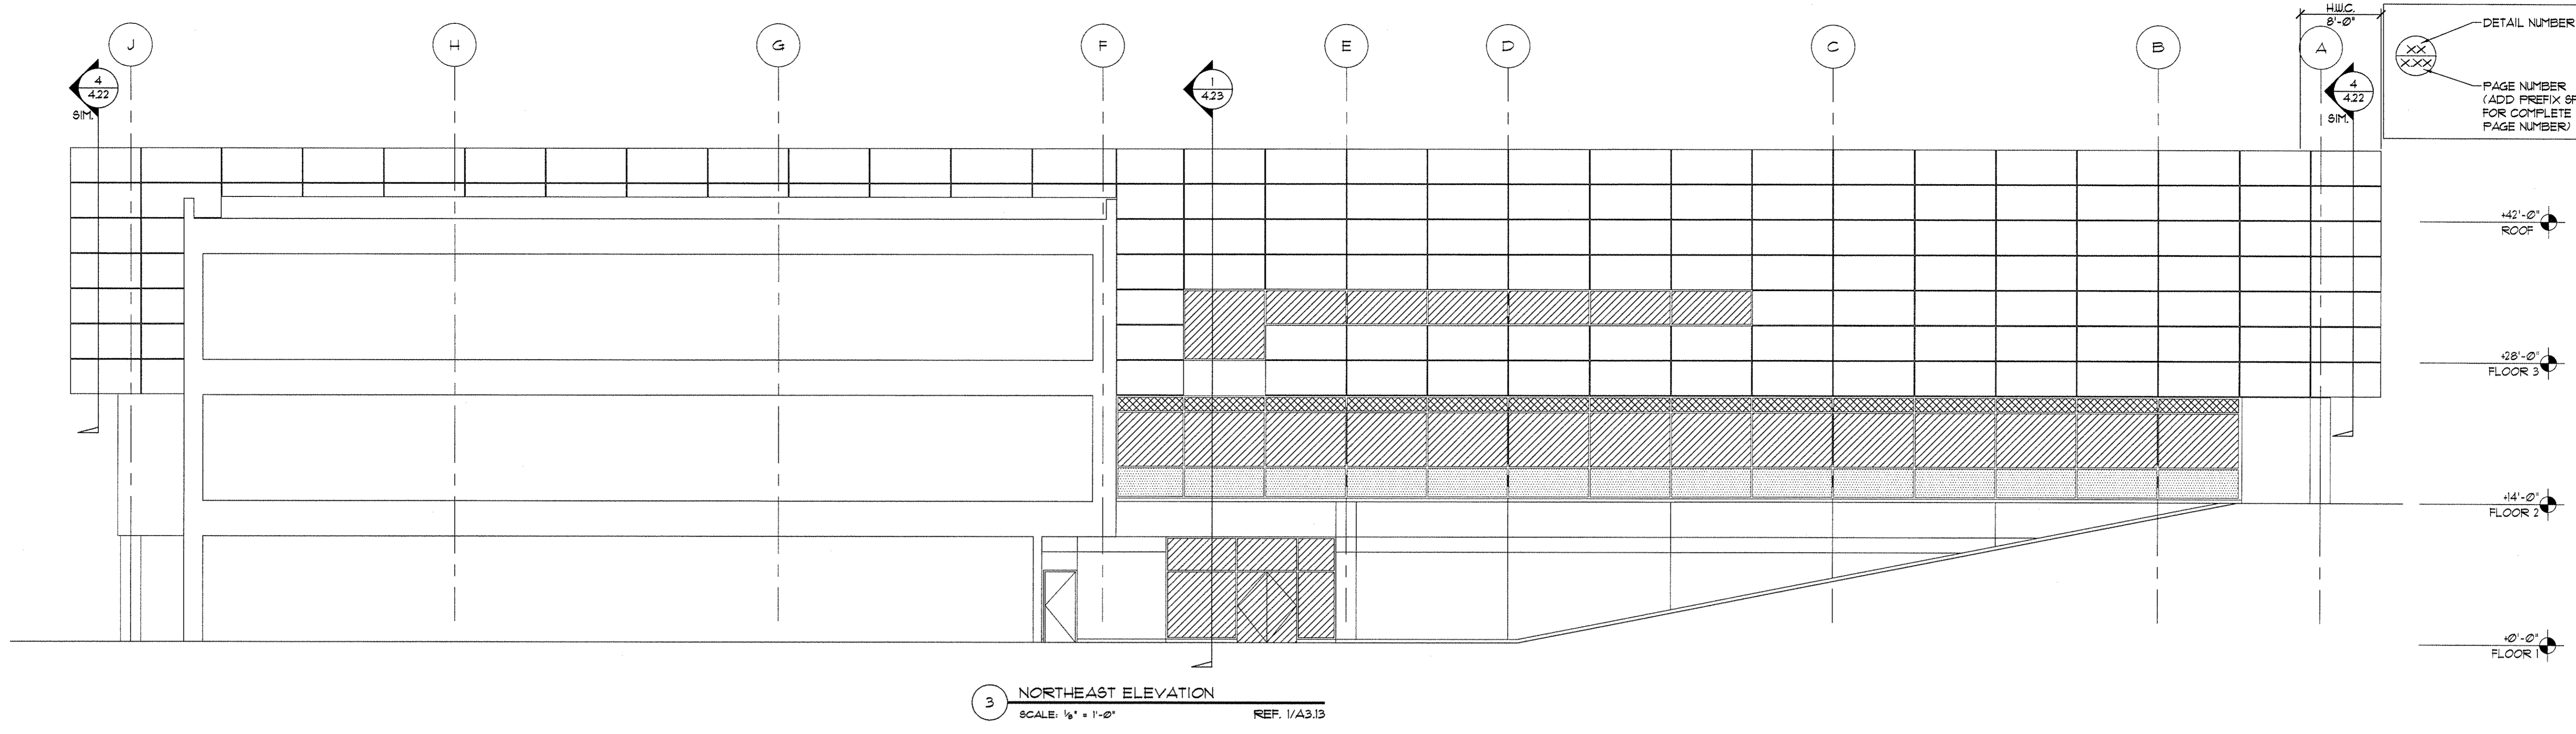 H.W.C.
8'-0"
DETAIL NUMBER
XX
X.XX
PAGE NUMBER
(ADD PREFIX
FOR COMPLETE
PAGE NUMBER)
J
H
G
F
E
D
C
B
A
4
4.22
SIM.
1
4.23
4
4.22
SIM.
+42'-0"
ROOF
+28'-0"
FLOOR 3
+14'-0"
FLOOR 2
+0'-0"
FLOOR 1
3
NORTHEAST ELEVATION
SCALE: 1/8" = 1'-0" REF. 1/A3.13